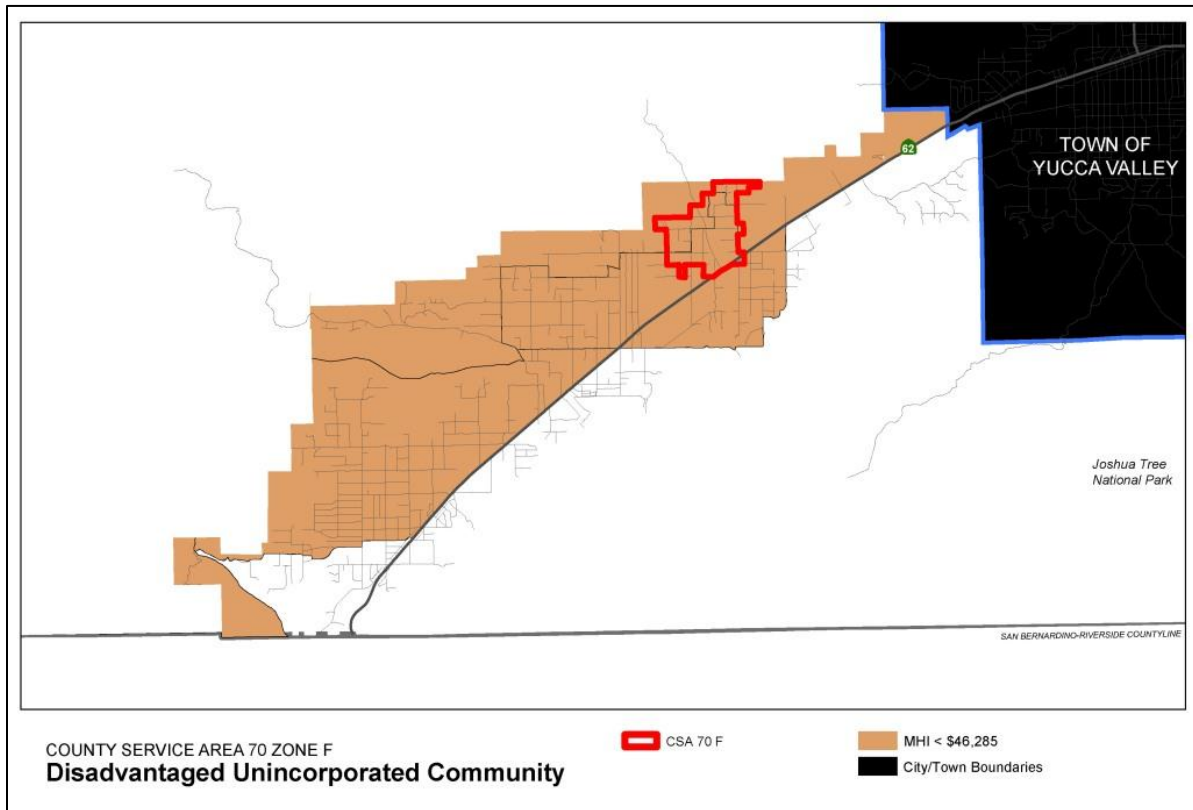 TOWN OF
YUCCA VALLEY
62
Joshua Tree
National Park
SAN BERNARDINO-RIVERSIDE COUNTYLINE
COUNTY SERVICE AREA 70 ZONE F
Disadvantaged Unincorporated Community
CSA 70 F
MHI < $46,285
City/Town Boundaries